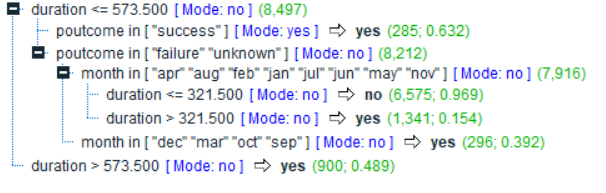 duration <= 573.500 [ Mode: no ] (8,497)
poutcome in [ "success" ] [ Mode: yes ] ⇨ yes (285; 0.632)
poutcome in [ "failure" "unknown" ] [ Mode: no ] (8,212)
month in [ "apr" "aug" "feb" "jan" "jul" "jun" "may" "nov" ] [ Mode: no ] (7,916)
duration <= 321.500 [ Mode: no ] ⇨ no (6,575; 0.969)
duration > 321.500 [ Mode: no ] ⇨ yes (1,341; 0.154)
month in [ "dec" "mar" "oct" "sep" ] [ Mode: no ] ⇨ yes (296; 0.392)
duration > 573.500 [ Mode: no ] ⇨ yes (900; 0.489)